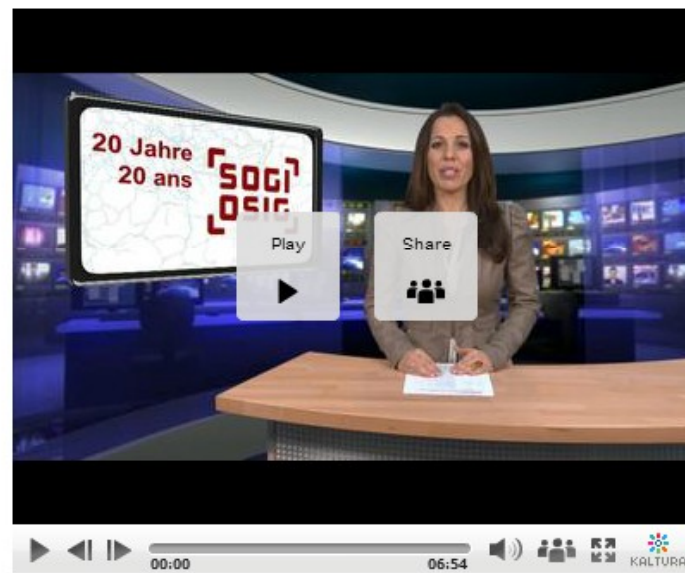 20 Jahre
20 ans
SOGI
OSIG
Play
Share
00:00
06:54
KALTURA